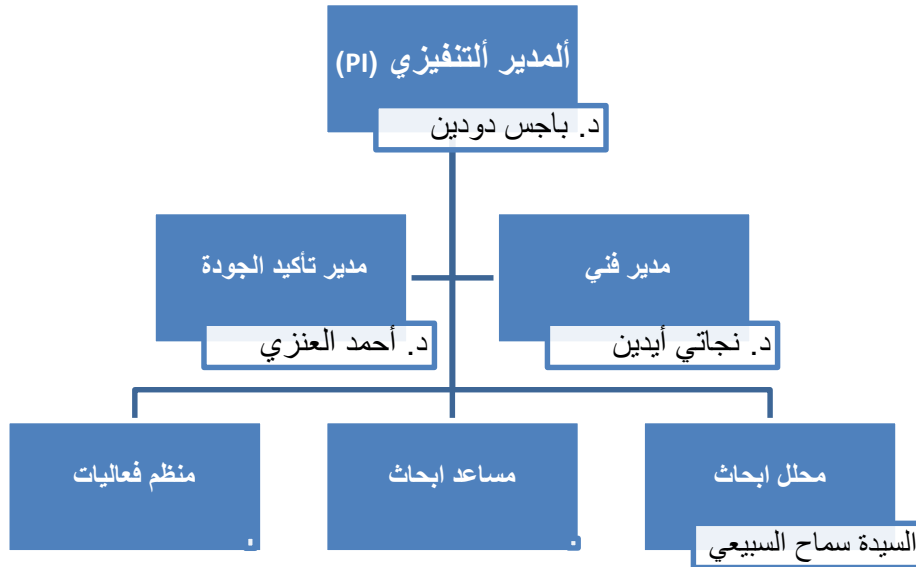 ألمدير ألتنفيزي (PI)
د. باجس دودين
مدير فني
د. نجاتي أيدين
مدير تأكيد الجودة
د. أحمد العنزي
محلل ابحاث
السيدة سماح السبيعي
مساعد ابحاث
منظم فعاليات